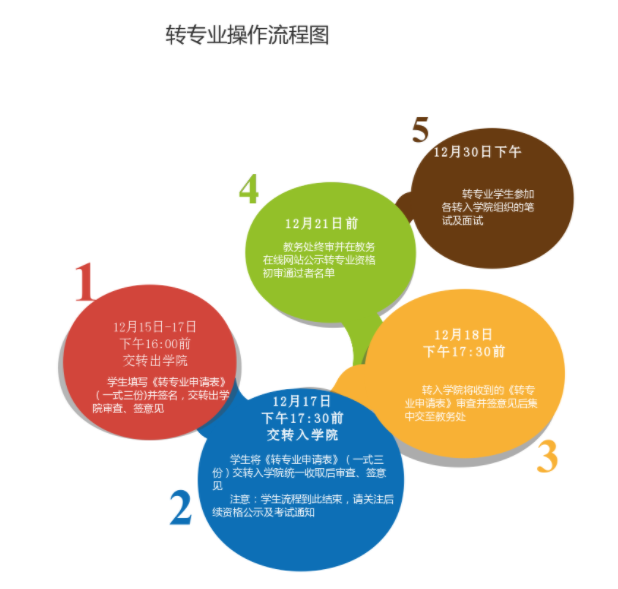 转专业操作流程图
1
12月15日-17日
下午16:00前
交转出学院
学生填写《转专业申请表》
（一式三份)并签名，交转出学
院审查、签意见
2
12月17日
下午17:30前
交转入学院
学生将《转专业申请表》（一式三
份）交转入学院统一收取后审查、签意
见
注意：学生流程到此结束，请关注后
续资格公示及考试通知
3
12月18日
下午17:30前
转入学院将收到的《转专
业申请表》审查并签意见后集
中交至教务处
4
12月21日前
教务处终审并在教务
在线网站公示转专业资格
初审通过者名单
5
12月30日下午
转专业学生参加
各转入学院组织的笔
试及面试